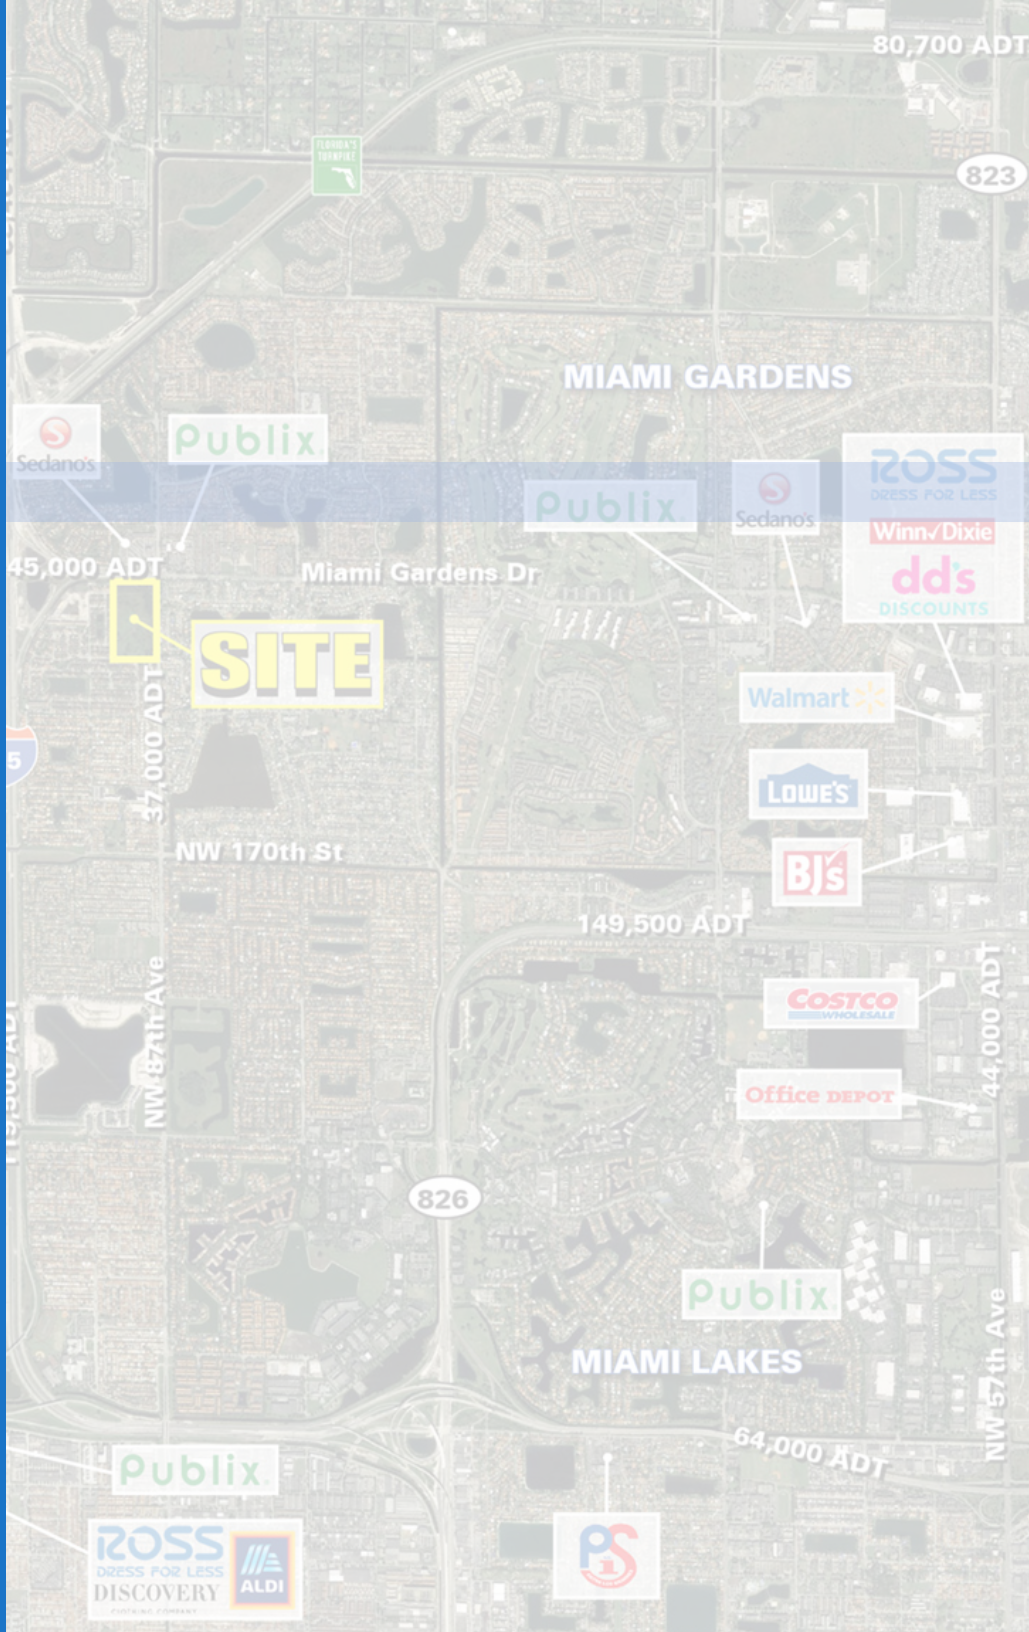 80,700 ADT
FLORIDA'S
TURNPIKE
823
MIAMI GARDENS
Sedano's
Publix
ROSS
DRESS FOR LESS
Publix
Sedano's
Winn Dixie
dd's
DISCOUNTS
45,000 ADT
Miami Gardens Dr
SITE
37,000 ADT
Walmart
5
LOWE'S
NW 170th St
BJ's
149,500 ADT
NW 87th Ave
COSTCO
WHOLESALE
44,000 ADT
Office DEPOT
826
Publix
MIAMI LAKES
NW 57th Ave
64,000 ADT
Publix
ROSS
DRESS FOR LESS
DISCOVERY
CLOTHING COMPANY
ALDI
PiS